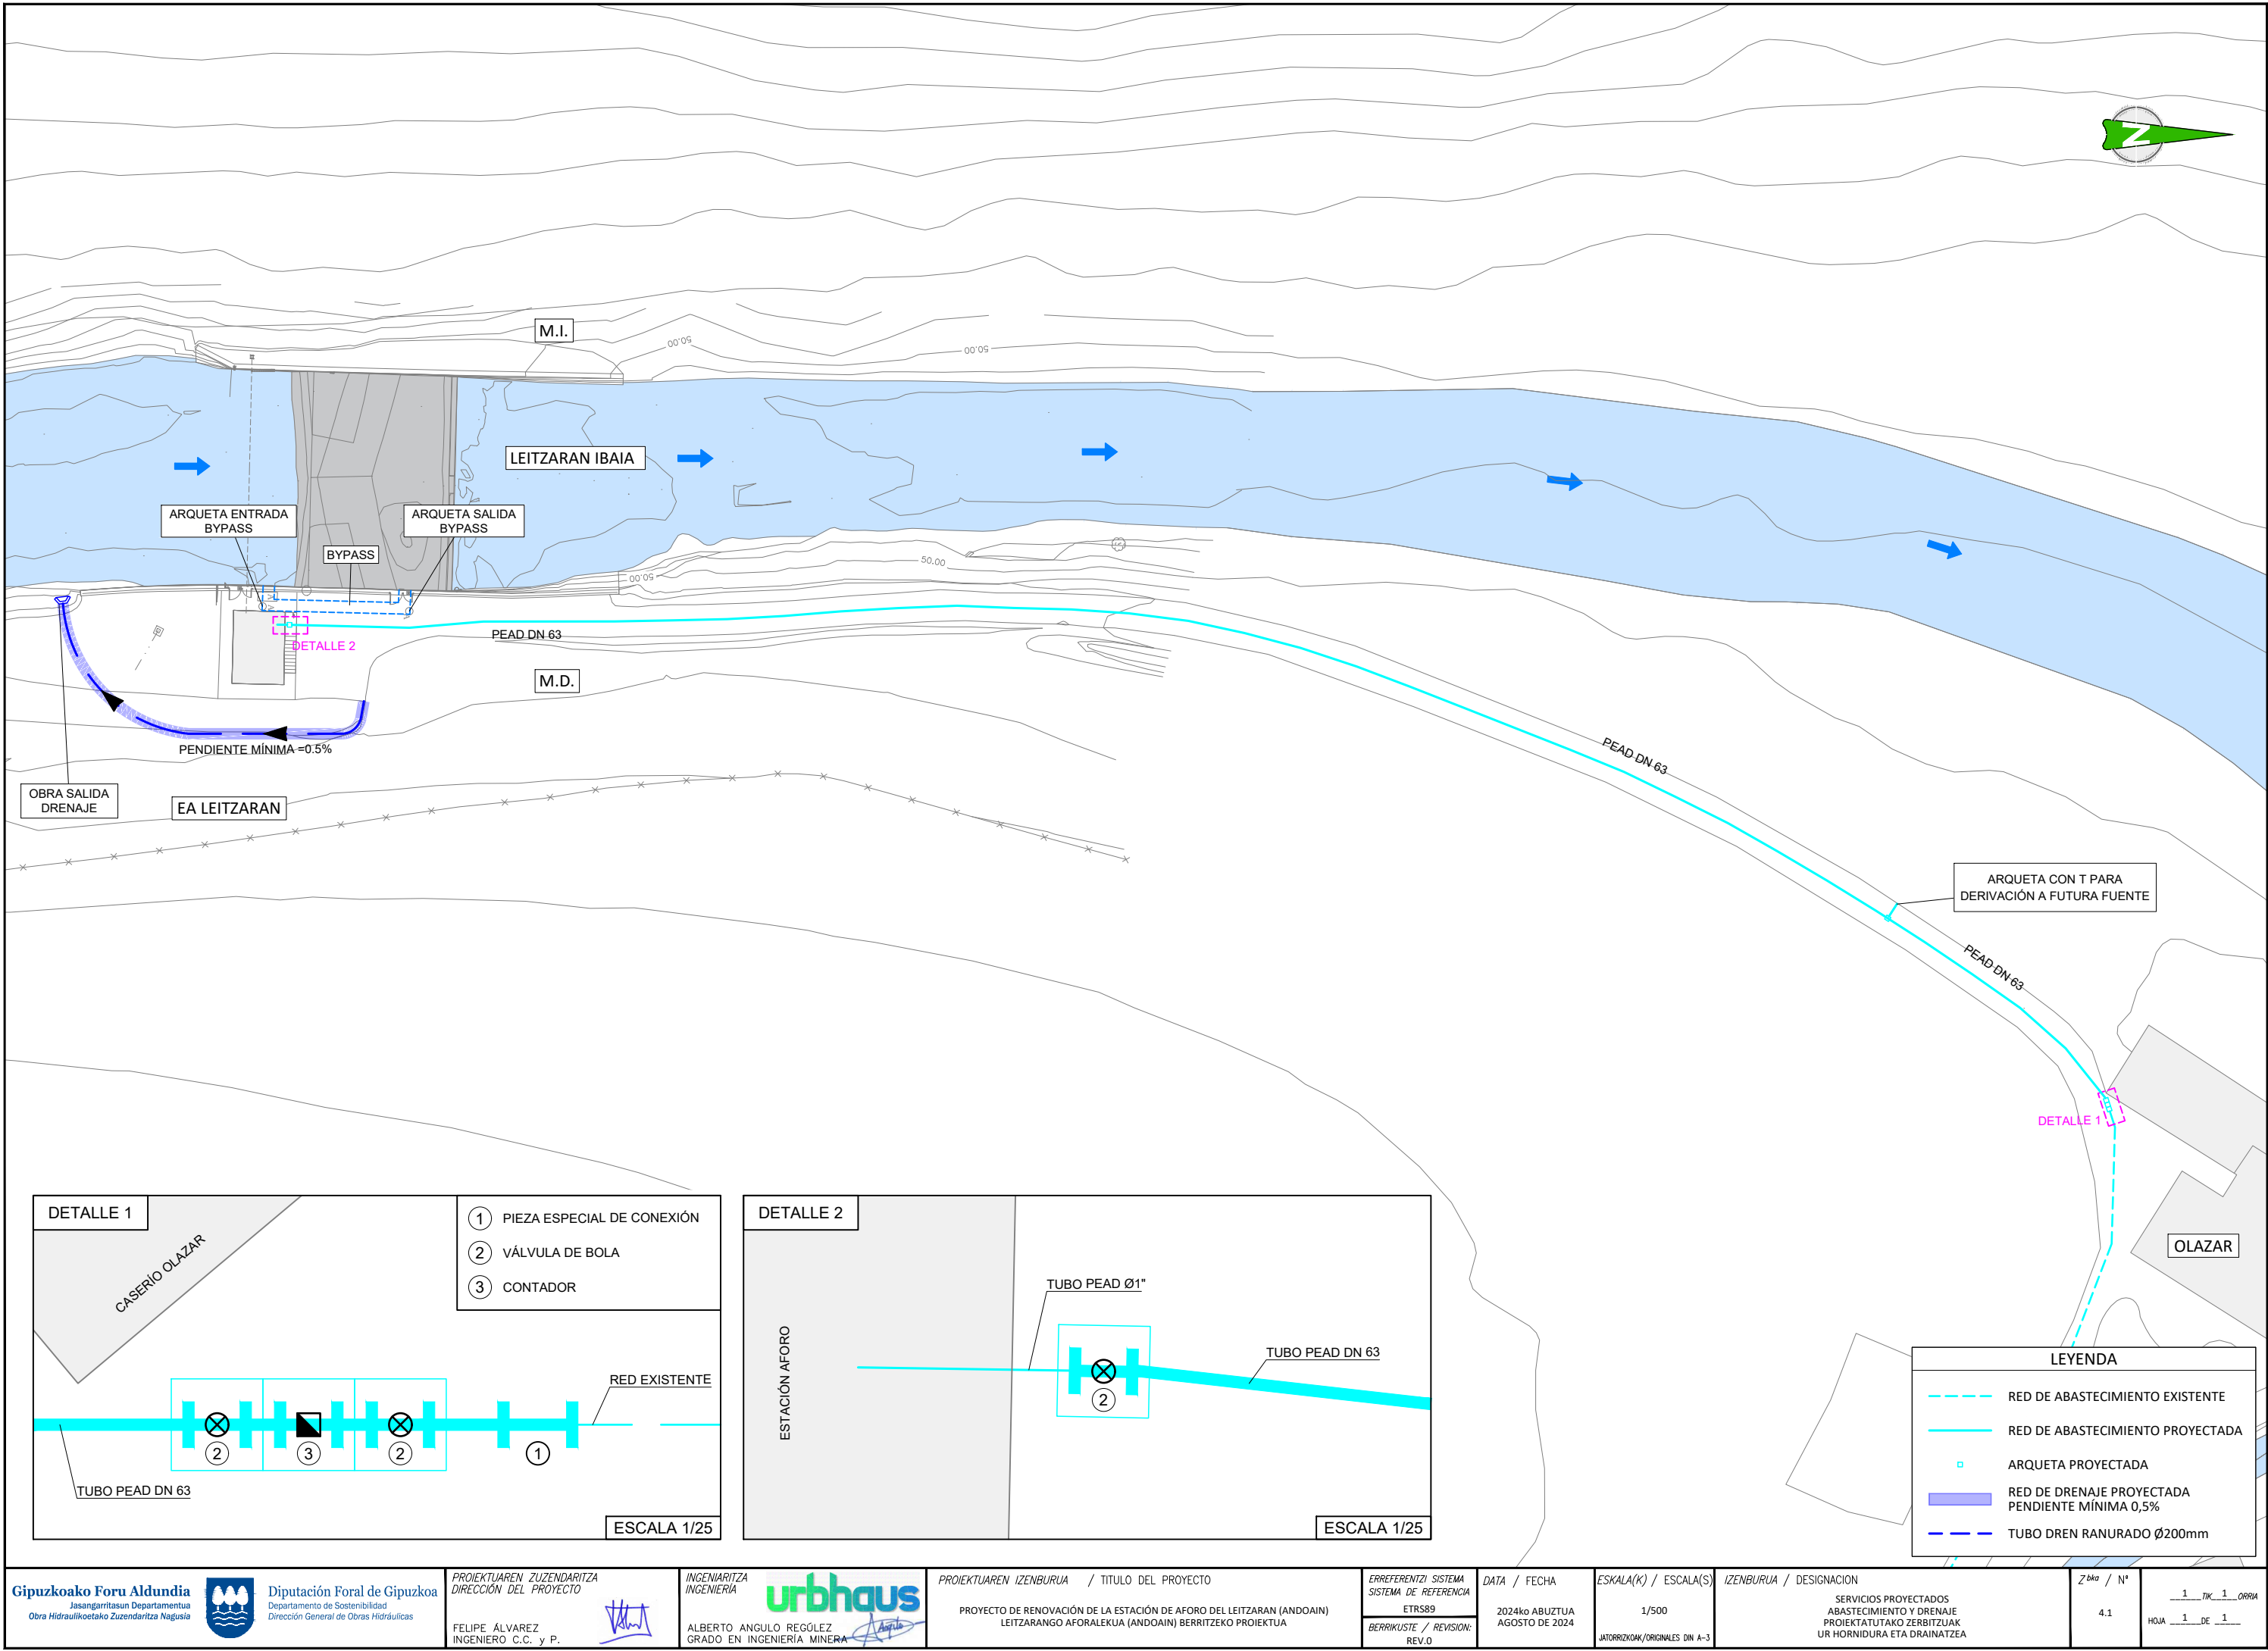 N
M.I.
50.00
50.00
LEITZARAN IBAIA
ARQUETA ENTRADA
BYPASS
ARQUETA SALIDA
BYPASS
BYPASS
50.00
50.00
DETALLE 2
PEAD DN 63
M.D.
PENDIENTE MÍNIMA =0.5%
OBRA SALIDA
DRENAJE
EA LEITZARAN
PEAD DN 63
ARQUETA CON T PARA
DERIVACIÓN A FUTURA FUENTE
PEAD DN 63
DETALLE 1
OLAZAR
DETALLE 1
CASERÍO OLAZAR
1 PIEZA ESPECIAL DE CONEXIÓN
2 VÁLVULA DE BOLA
3 CONTADOR
RED EXISTENTE
2
3
2
1
TUBO PEAD DN 63
ESCALA 1/25
DETALLE 2
ESTACIÓN AFORO
TUBO PEAD Ø1"
TUBO PEAD DN 63
2
ESCALA 1/25
LEYENDA
RED DE ABASTECIMIENTO EXISTENTE
RED DE ABASTECIMIENTO PROYECTADA
ARQUETA PROYECTADA
RED DE DRENAJE PROYECTADA
PENDIENTE MÍNIMA 0,5%
TUBO DREN RANURADO Ø200mm
Gipuzkoako Foru Aldundia
Jasangarritasun Departamentua
Obra Hidraulikoetako Zuzendaritza Nagusia
Diputación Foral de Gipuzkoa
Departamento de Sostenibilidad
Dirección General de Obras Hidráulicas
PROIEKTUAREN ZUZENDARITZA
DIRECCIÓN DEL PROYECTO
FELIPE ÁLVAREZ
INGENIERO C.C. y P.
INGENIARITZA
INGENIERÍA
urbhaus
ALBERTO ANGULO REGÚLEZ
GRADO EN INGENIERÍA MINERA
PROIEKTUAREN IZENBURUA / TITULO DEL PROYECTO
PROYECTO DE RENOVACIÓN DE LA ESTACIÓN DE AFORO DEL LEITZARAN (ANDOAIN)
LEITZARANGO AFORALEKUA (ANDOAIN) BERRITZEKO PROIEKTUA
ERREFERENTZI SISTEMA
SISTEMA DE REFERENCIA
ETRS89
BERRIKUSTE / REVISION:
REV.0
DATA / FECHA
2024ko ABUZTUA
AGOSTO DE 2024
ESKALA(K) / ESCALA(S)
1/500
JATORRIZKOAK/ORIGINALES DIN A-3
IZENBURUA / DESIGNACION
SERVICIOS PROYECTADOS
ABASTECIMIENTO Y DRENAJE
PROIEKTATUTAKO ZERBITZUAK
UR HORNIDURA ETA DRAINATZEA
Zbka / Nº
4.1
1 TIK 1 ORRIA
HOJA 1 DE 1